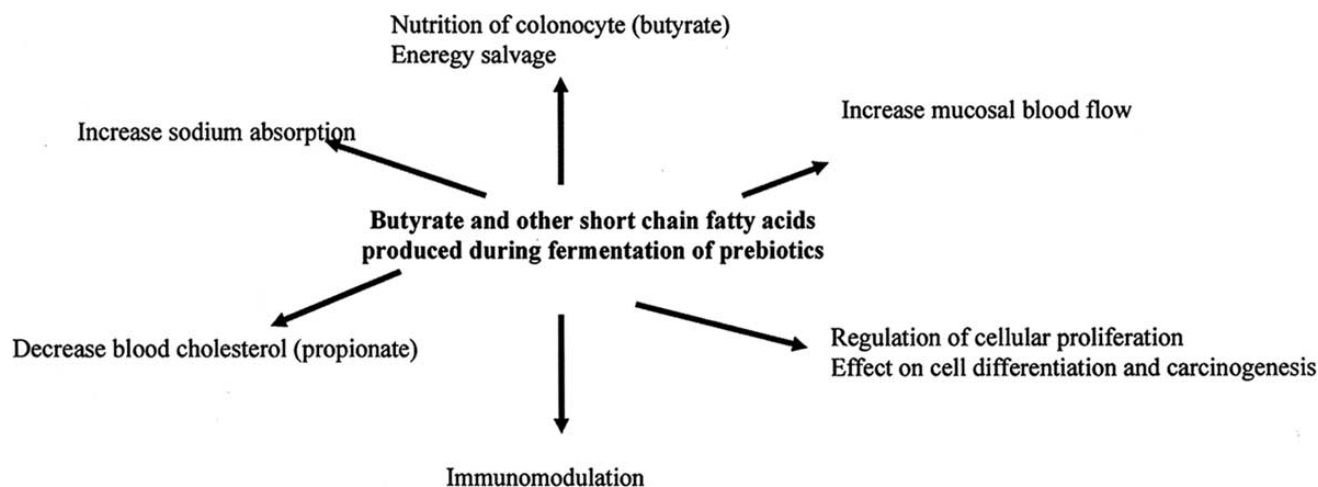 Nutrition of colonocyte (butyrate)
Eneregy salvage
Increase mucosal blood flow
Increase sodium absorption
Butyrate and other short chain fatty acids
produced during fermentation of prebiotics
Decrease blood cholesterol (propionate)
Regulation of cellular proliferation
Effect on cell differentiation and carcinogenesis
Immunomodulation